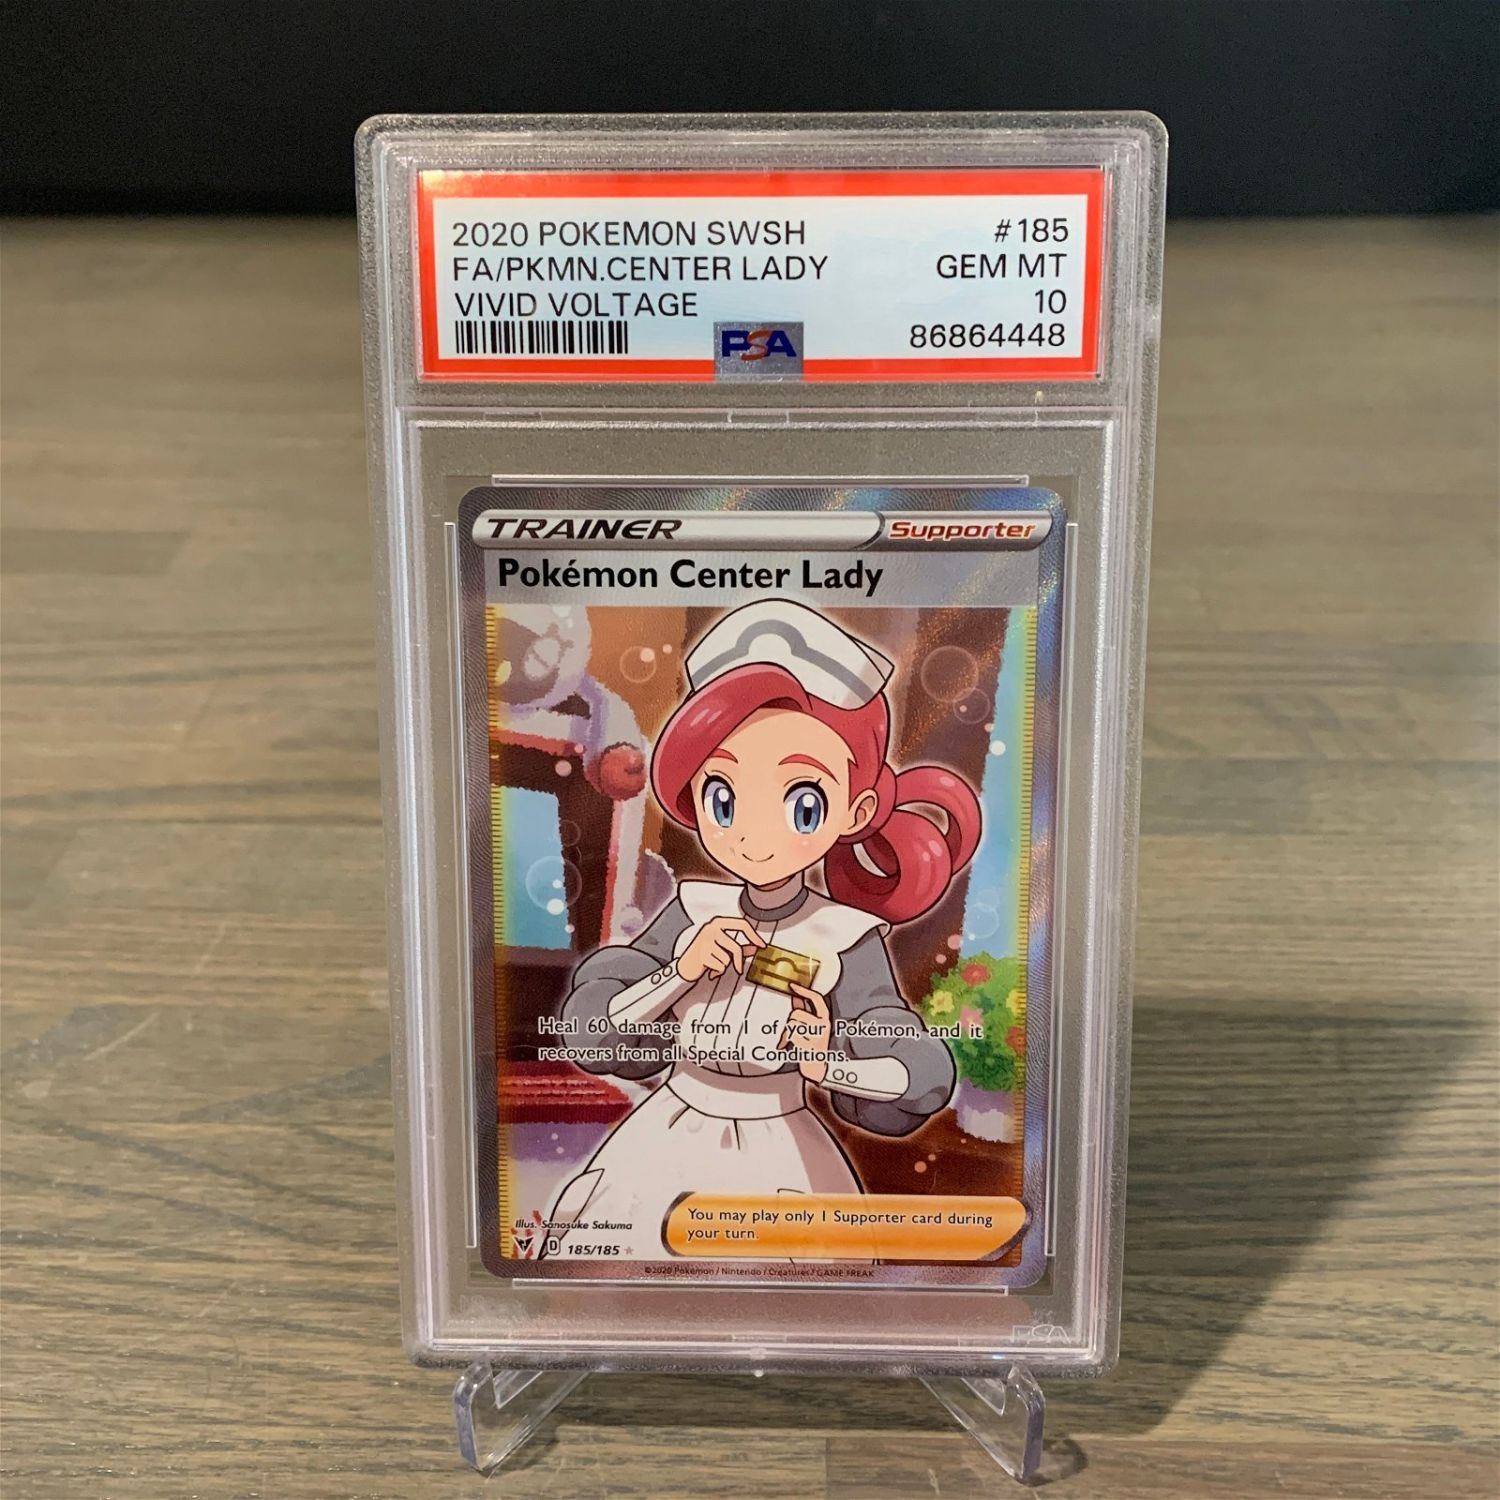 2020 POKEMON SWSH #185
FA/PKMN.CENTER LADY GEM MT
VIVID VOLTAGE 10
PSA 86864448
TRAINER Supporter
Pokémon Center Lady
Heal 60 damage from 1 of your Pokémon, and it
recovers from all Special Conditions.
You may play only 1 Supporter card during
your turn.
Illus. Sanosuke Sakuma
D 185/185
©2020 Pokémon / Nintendo / Creatures / GAME FREAK
PSA